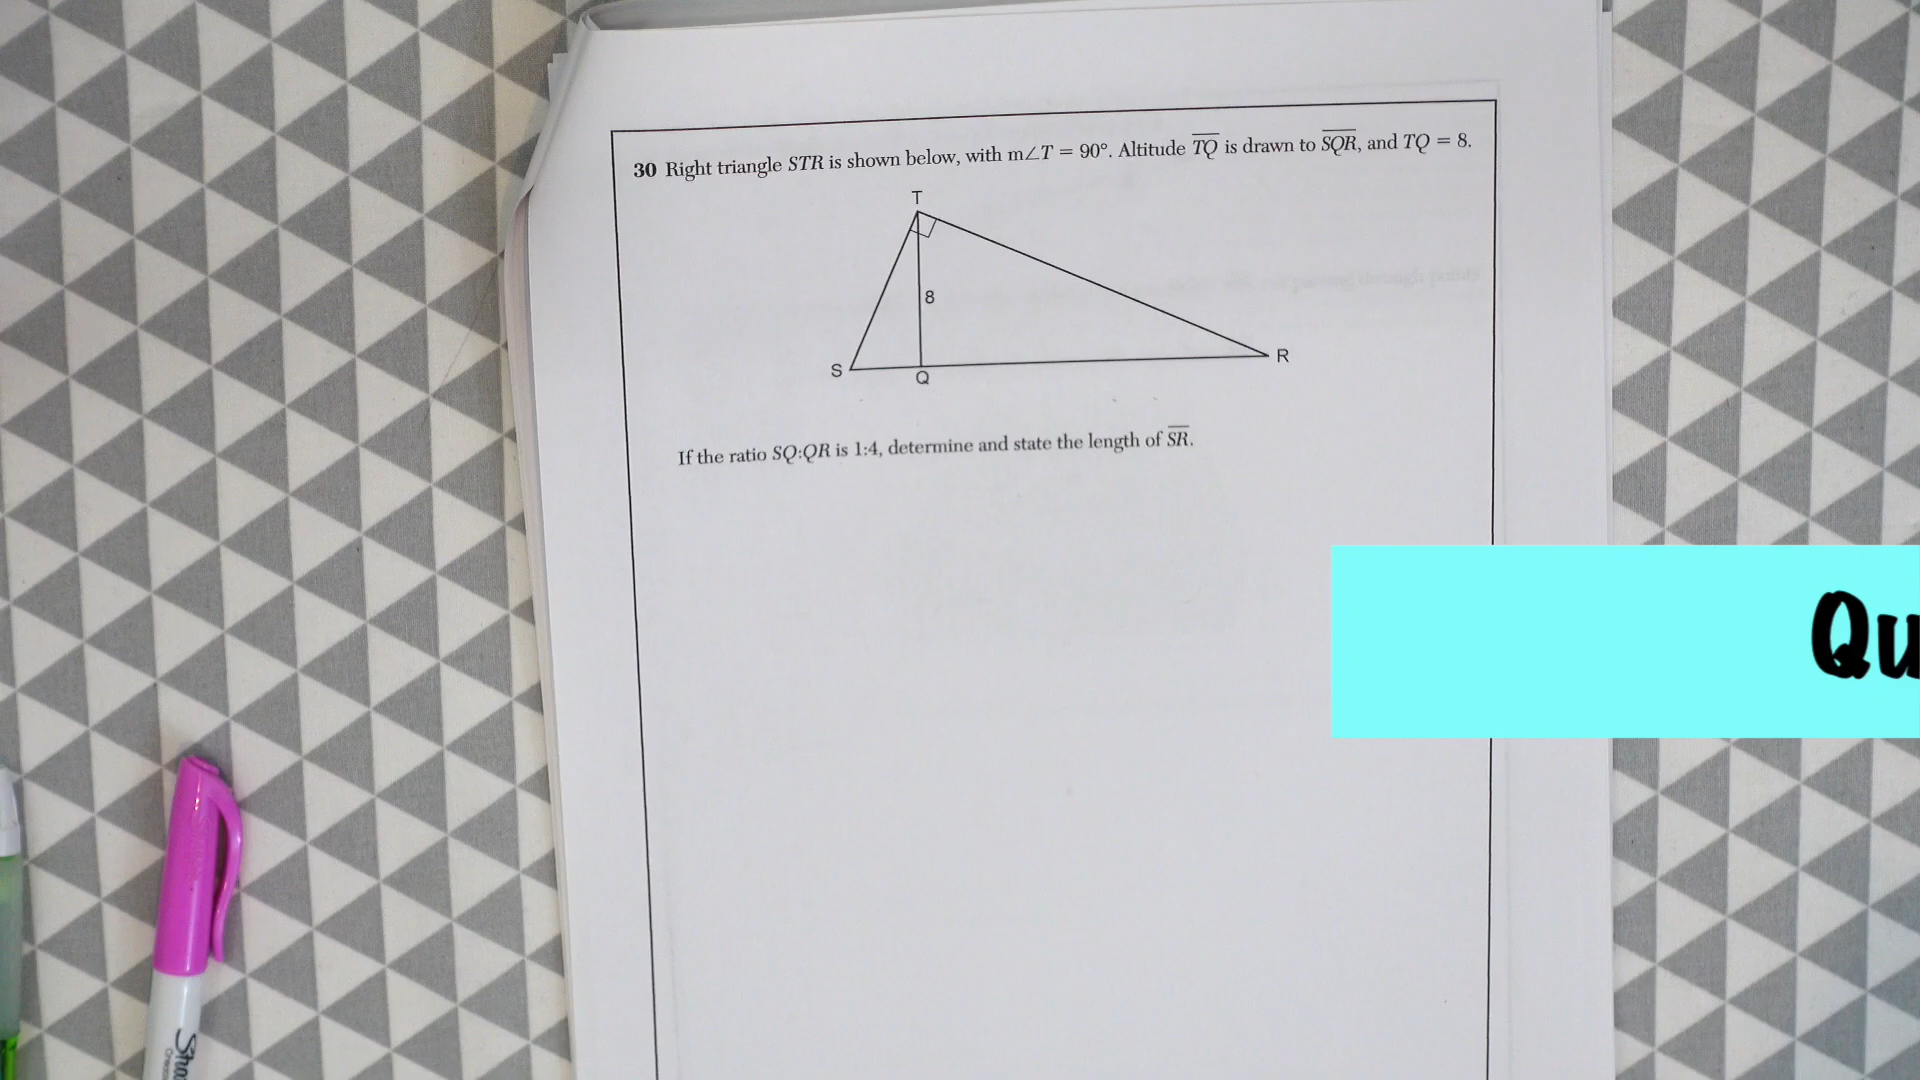 30 Right triangle STR is shown below, with m∠T = 90°. Altitude TQ is drawn to SQR, and TQ = 8.
T
8
S
Q
R
If the ratio SQ:QR is 1:4, determine and state the length of SR.
Qu